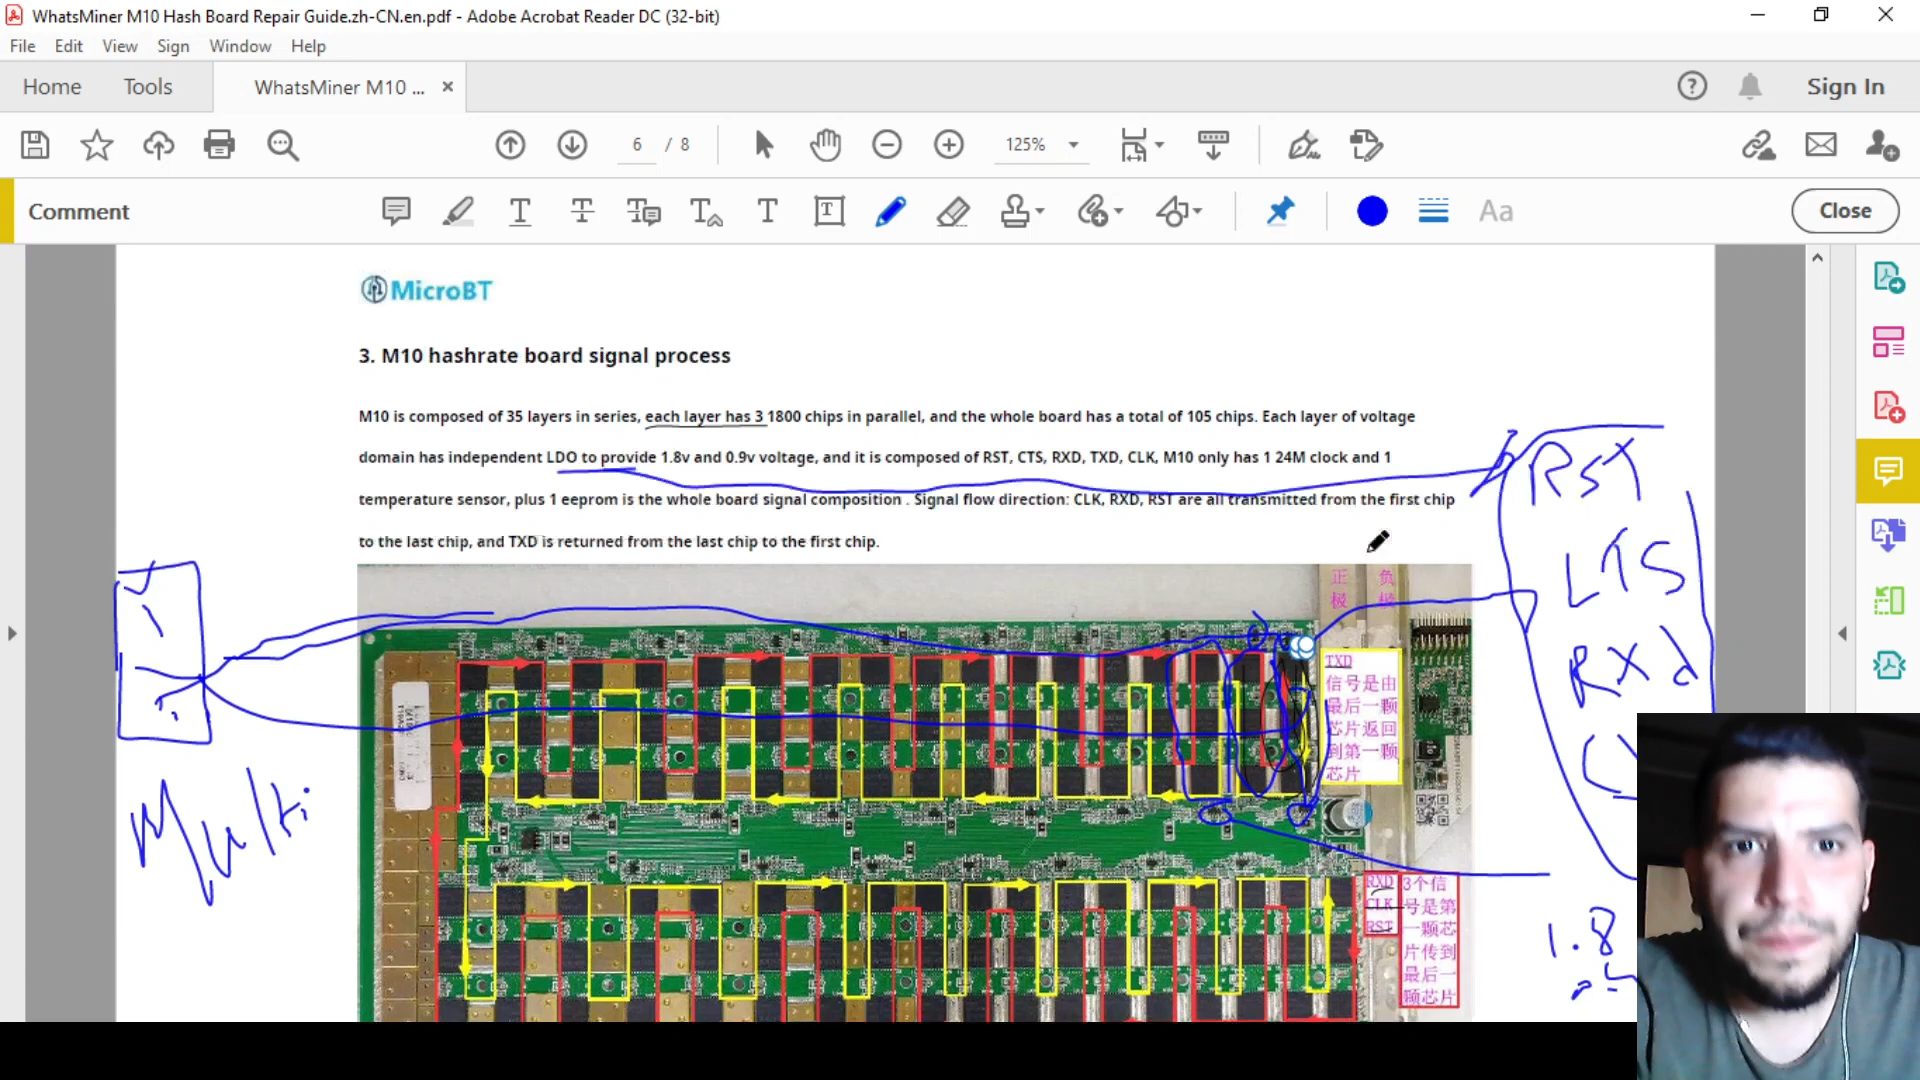 WhatsMiner M10 Hash Board Repair Guide.zh-CN.en.pdf - Adobe Acrobat Reader DC (32-bit)
File Edit View Sign Window Help
Home Tools WhatsMiner M10 ... Sign In
6 / 8 125%
Comment Aa Close
MicroBT
3. M10 hashrate board signal process
M10 is composed of 35 layers in series, each layer has 3 1800 chips in parallel, and the whole board has a total of 105 chips. Each layer of voltage
domain has independent LDO to provide 1.8v and 0.9v voltage, and it is composed of RST, CTS, RXD, TXD, CLK, M10 only has 1 24M clock and 1
temperature sensor, plus 1 eeprom is the whole board signal composition . Signal flow direction: CLK, RXD, RST are all transmitted from the first chip
to the last chip, and TXD is returned from the last chip to the first chip.
RST
LTS
RXd
Multi
1.8
正极
负极
TXD
信号是由
最后一颗
芯片返回
到第一颗
芯片
RXD
CLK
RST
3个信
号是第
一颗芯
片传到
最后一
颗芯片